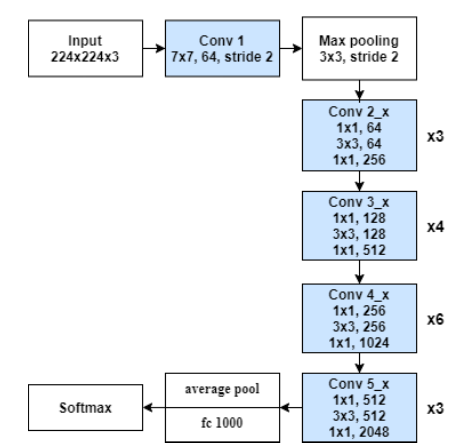 Input
224x224x3
Conv 1
7x7, 64, stride 2
Max pooling
3x3, stride 2
Conv 2_x
1x1, 64
3x3, 64
1x1, 256
x3
Conv 3_x
1x1, 128
3x3, 128
1x1, 512
x4
Conv 4_x
1x1, 256
3x3, 256
1x1, 1024
x6
Conv 5_x
1x1, 512
3x3, 512
1x1, 2048
x3
average pool
fc 1000
Softmax